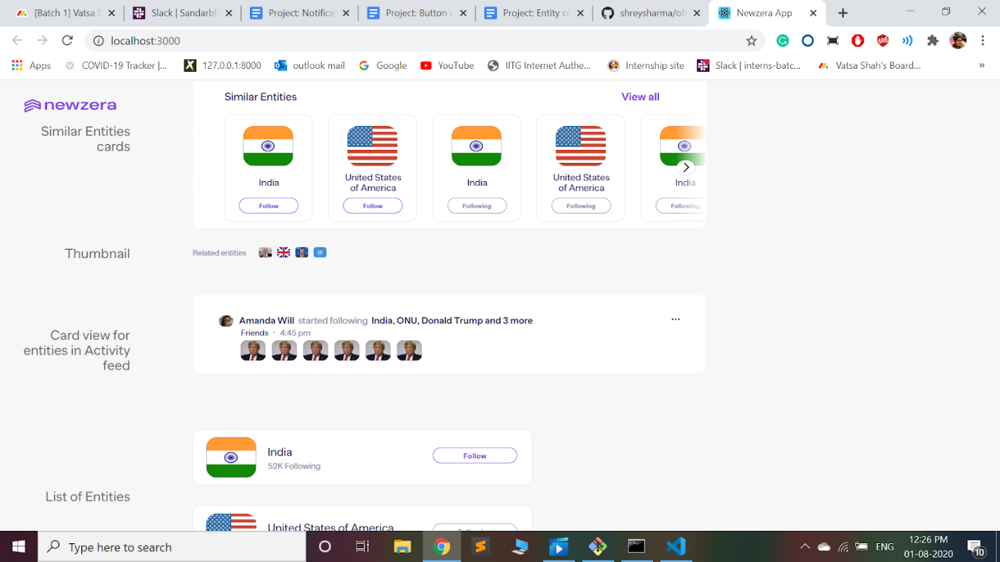 [Batch 1] Vatsa S
Slack | Sandarbh
Project: Notificat
Project: Button c
Project: Entity co
shreysharma/ob
Newzera App
localhost:3000
Apps
COVID-19 Tracker |...
127.0.0.1:8000
outlook mail
Google
YouTube
IITG Internet Authe...
Internship site
Slack | interns-batc...
Vatsa Shah's Board...
»
newzera
Similar Entities
cards
Similar Entities
View all
India
Follow
United States
of America
Follow
India
Following
United States
of America
Following
India
Following
Thumbnail
Related entities
Card view for
entities in Activity
feed
Amanda Will started following India, ONU, Donald Trump and 3 more
Friends · 4:45 pm
...
List of Entities
India
52K Following
Follow
United States of America
Type here to search
ENG
12:26 PM
01-08-2020
10